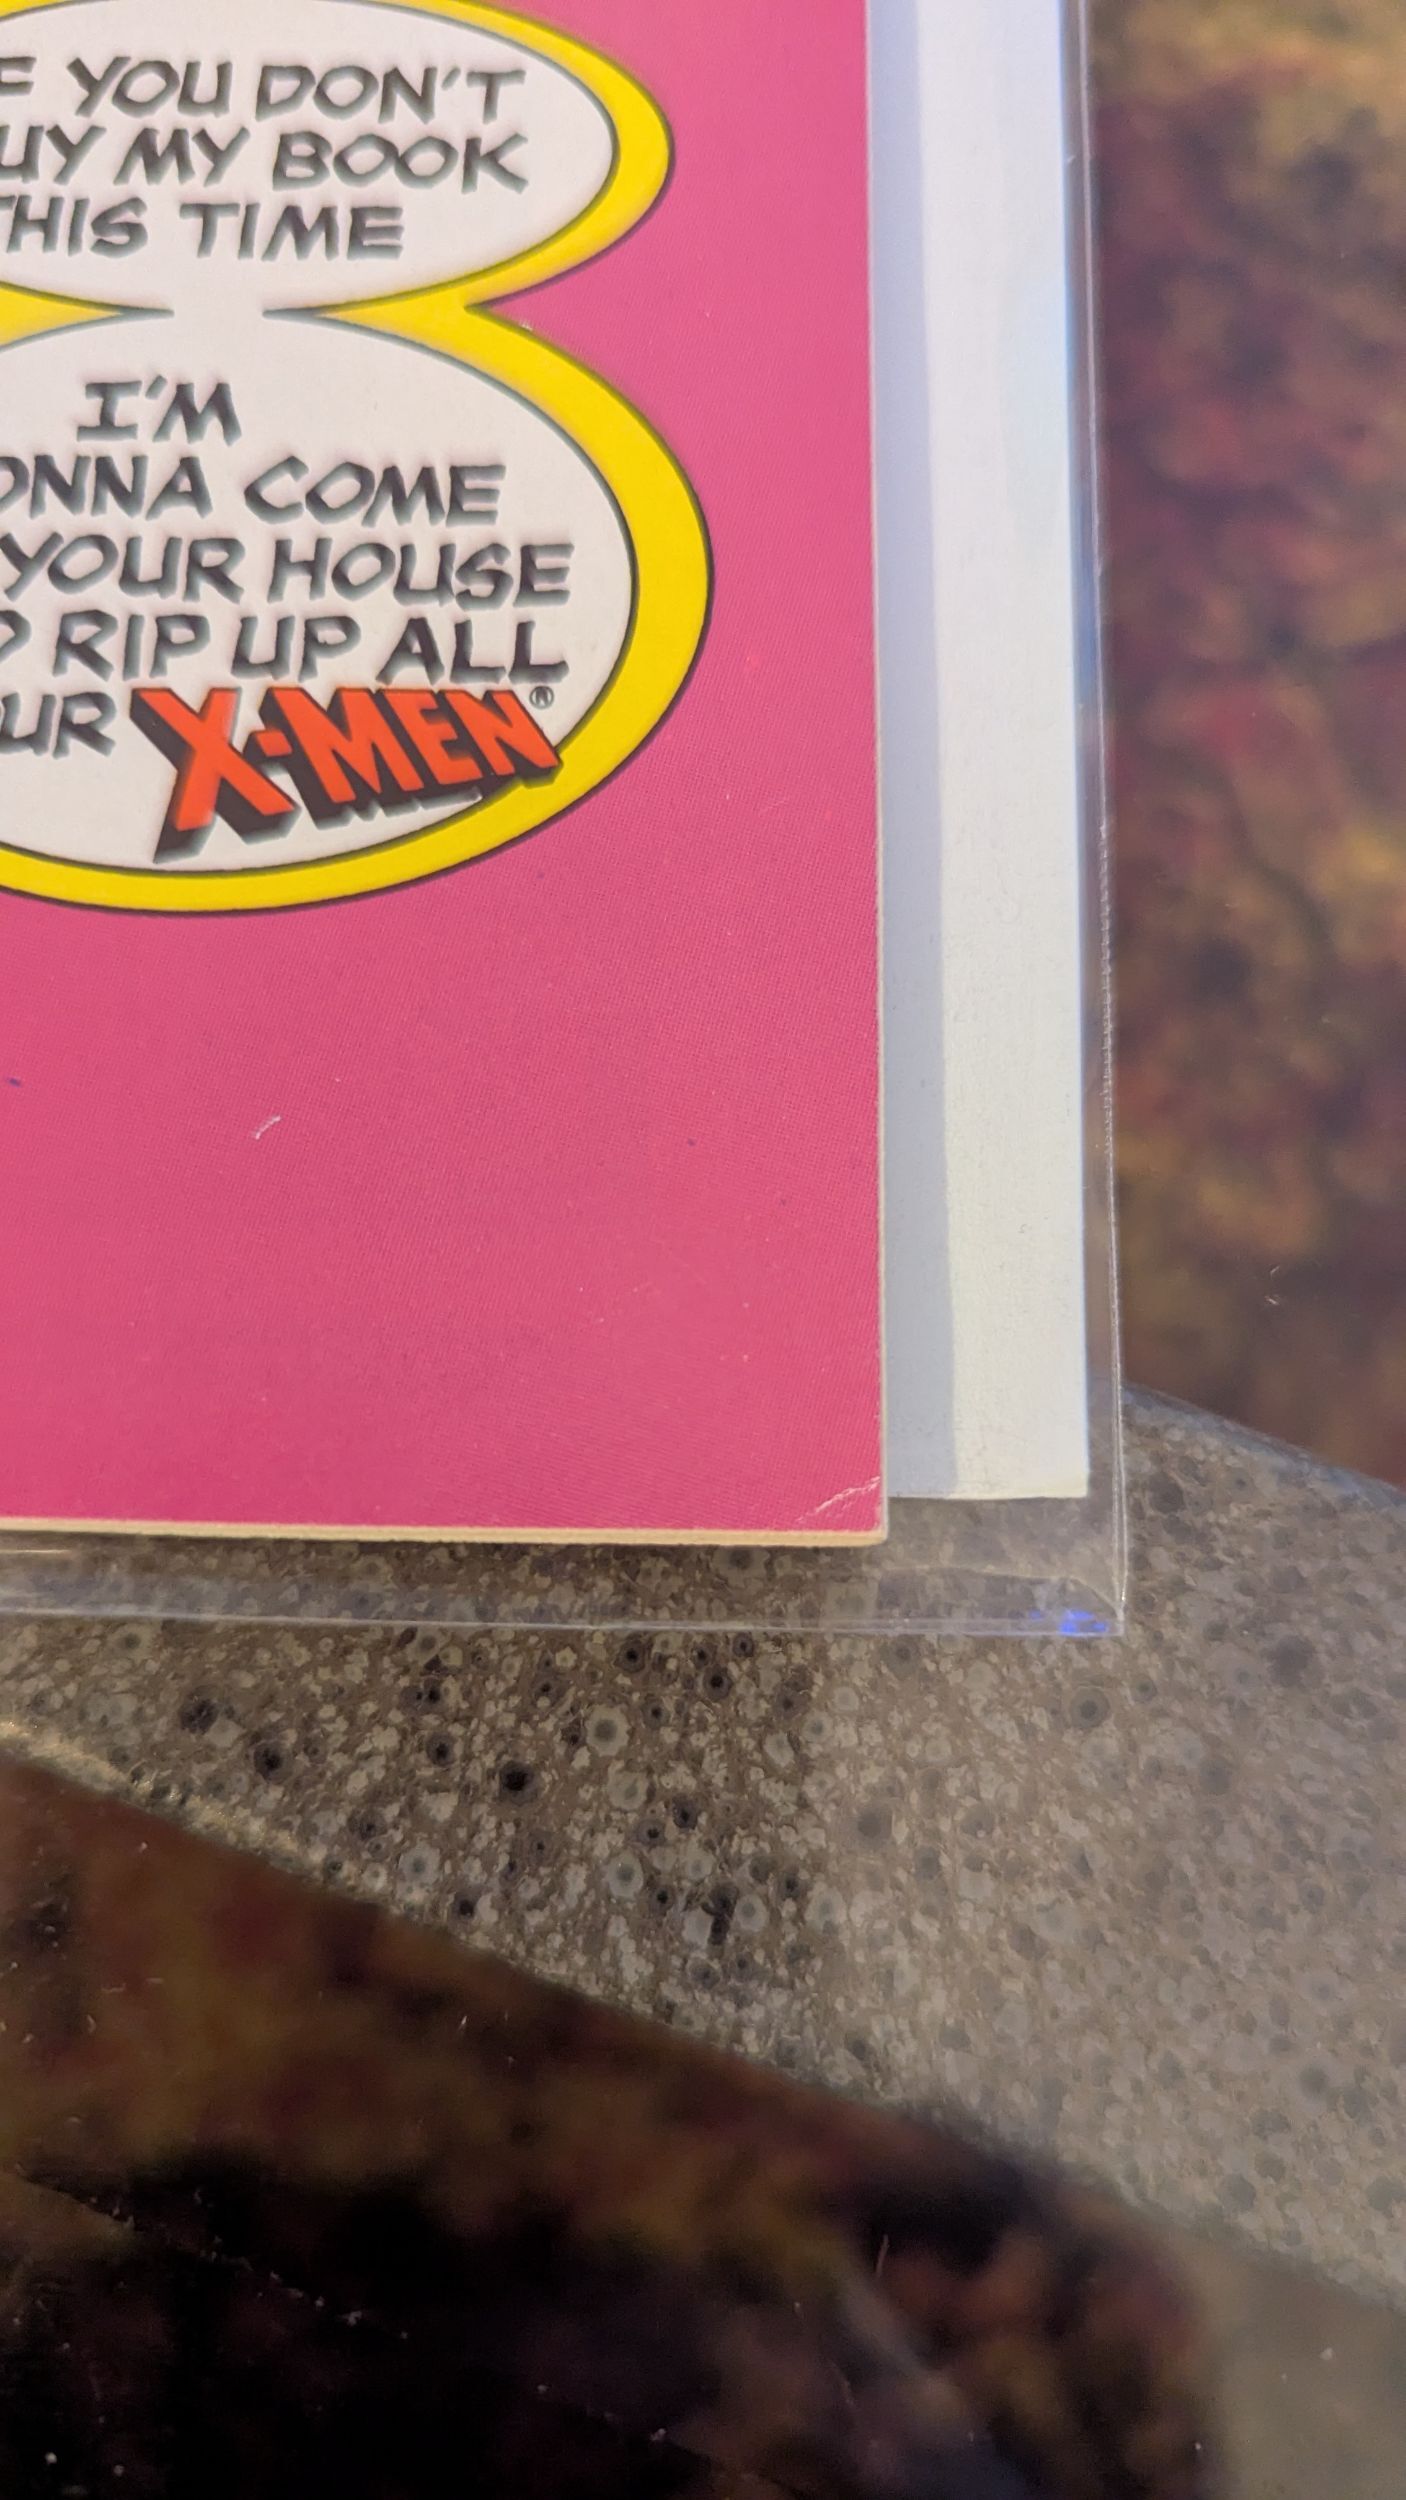 F YOU DON'T
UY MY BOOK
THIS TIME
I'M
ONNA COME
YOUR HOUSE
D RIP UP ALL
UR X-MEN®